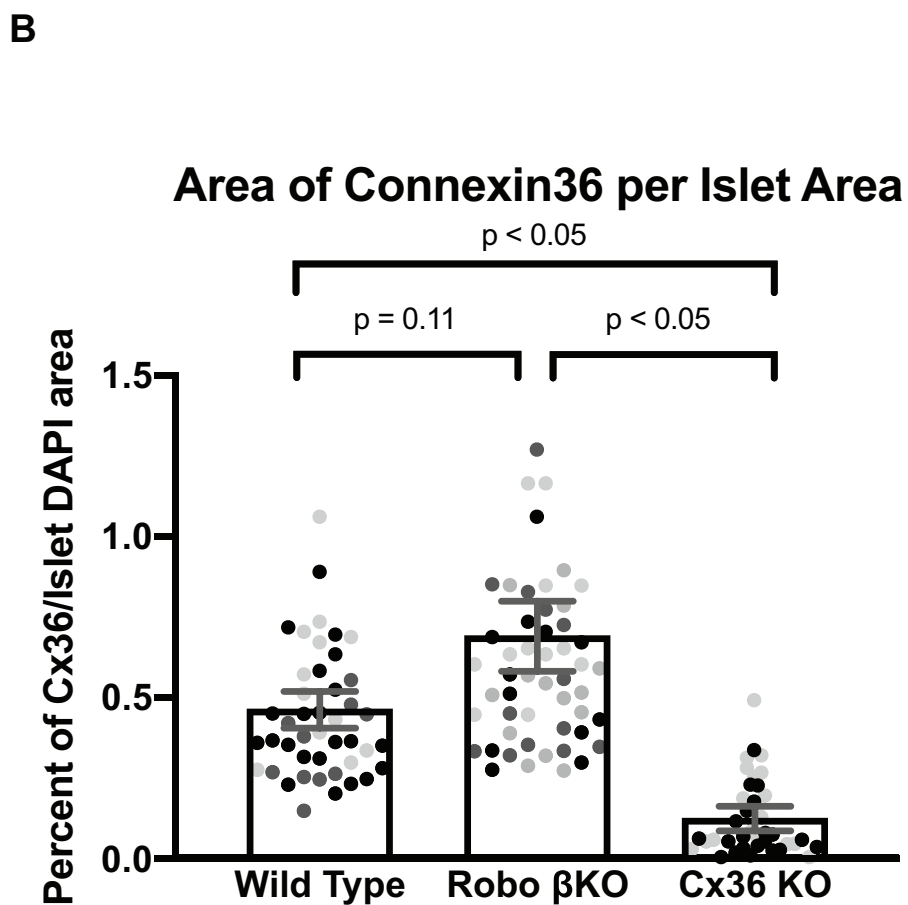 B
Area of Connexin36 per Islet Area
p < 0.05
p = 0.11
p < 0.05
Percent of Cx36/Islet DAPI area
1.5
1.0
0.5
0.0
Wild Type
Robo βKO
Cx36 KO